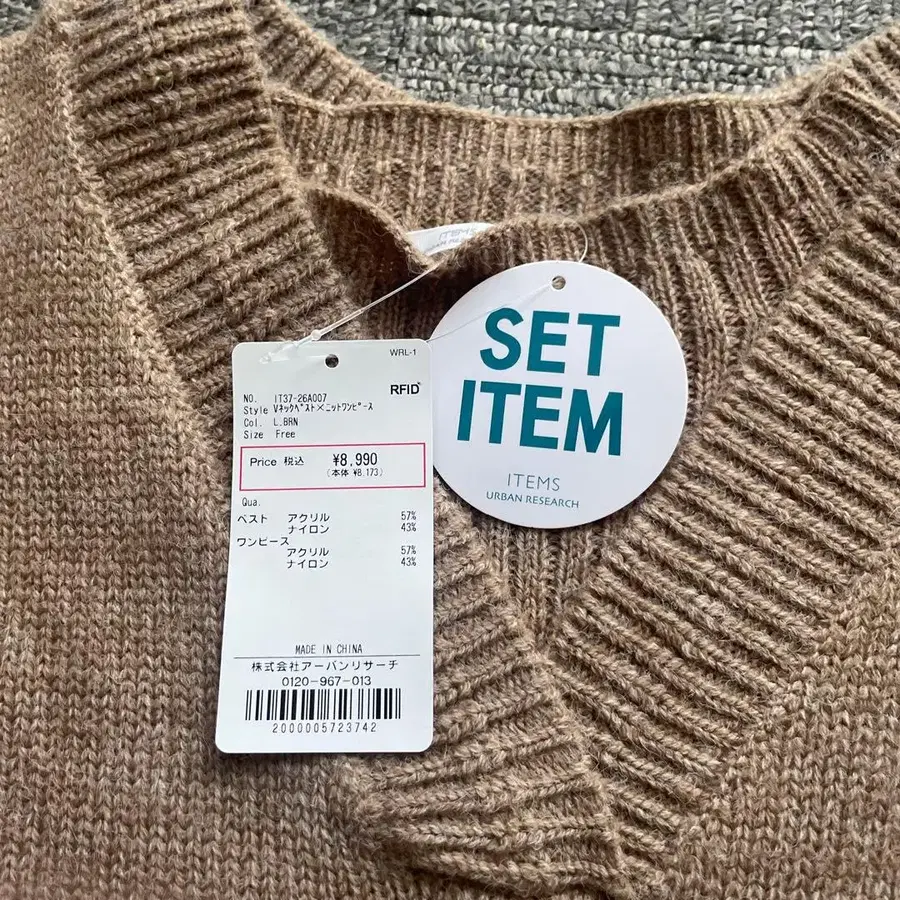 ITEMS
WRL-1
RFID
NO. IT37-26A007
Style Vネックベスト×ニットワンピース
Col. L.BRN
Size Free
Price 税込 ¥8,990
(本体 ¥8,173)
Qua.
ベスト アクリル 57%
ナイロン 43%
ワンピース
アクリル 57%
ナイロン 43%
MADE IN CHINA
株式会社アーバンリサーチ
0120-967-013
2000005723742
SET
ITEM
ITEMS
URBAN RESEARCH